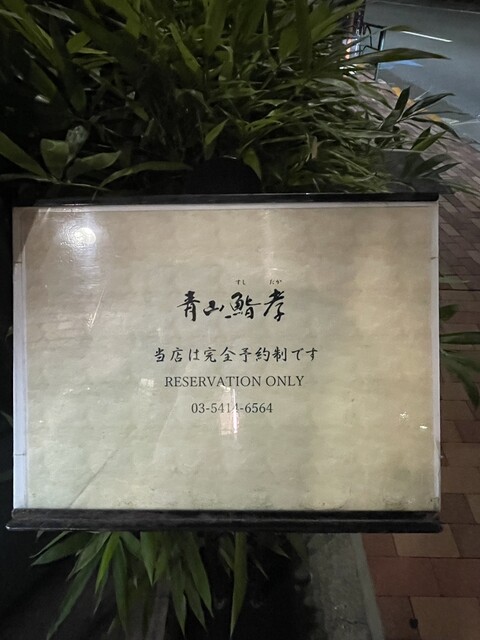 すし たか
青山 鮨 孝
当店は完全予約制です
RESERVATION ONLY
03-5414-6564